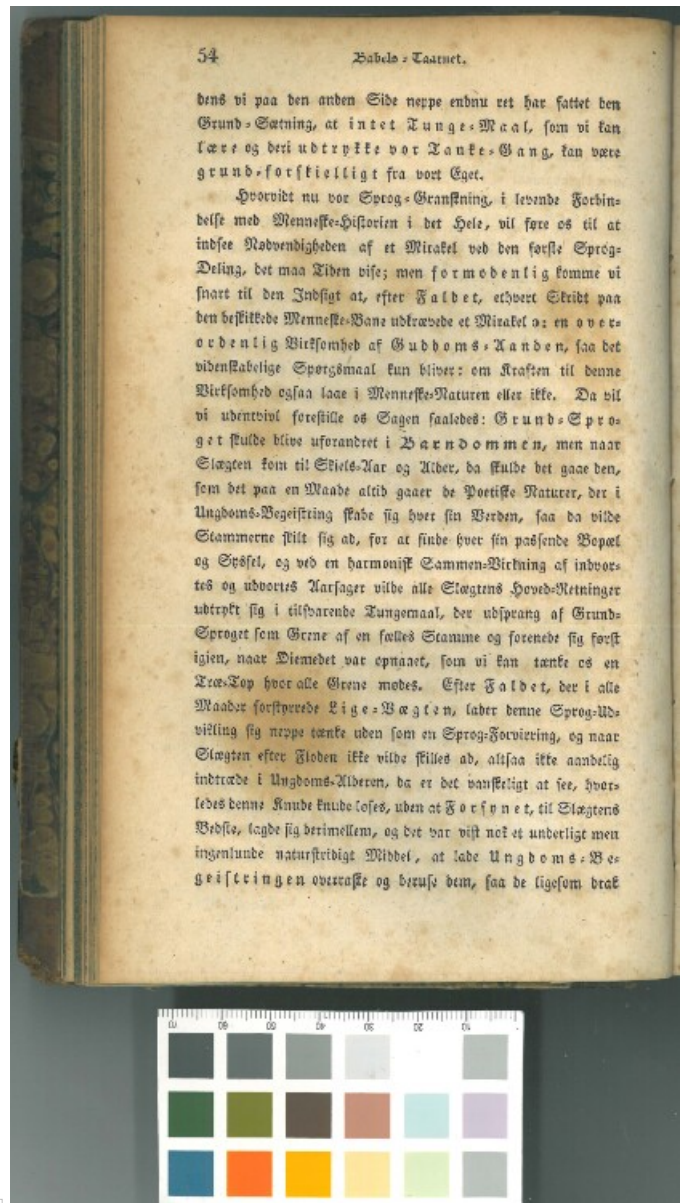 54
Babels-Taarnet.
dens vi paa den anden Side neppe endnu ret har fattet den
Grund-Sætning, at intet Tunge-Maal, som vi kan
lære og deri udtrykke vor Tanke-Gang, kan være
grund-forskielligt fra vort Eget.
Hvorvidt nu vor Sprog-Granskning, i levende Forbin-
delse med Menneske-Historien i det Hele, vil føre os til at
indsee Nødvendigheden af et Mirakel ved den første Sprog-
Deling, det maa Tiden vise; men formodenlig komme vi
snart til den Indsigt at, efter Faldet, ethvert Skridt paa
den beskikkede Menneske-Bane udkrævede et Mirakel ɔ: en over-
ordenlig Virksomhed af Guddoms-Aanden, saa det
videnskabelige Spørgsmaal kun bliver: om Kraften til denne
Virksomhed ogsaa laae i Menneske-Naturen eller ikke. Da vil
vi udentvivl forestille os Sagen saaledes: Grund-Spro-
get skulde blive uforandret i Barndommen, men naar
Slægten kom til Skiels-Aar og Alder, da skulde det gaae den,
som det paa en Maade altid gaaer de Poetiske Naturer, der i
Ungdoms-Begeistring skabe sig hver sin Verden, saa da vilde
Stammerne skilt sig ad, for at finde hver sin passende Bopæl
og Syssel, og ved en harmonisk Sammen-Virkning af indvor-
tes og udvortes Aarsager vilde alle Slægtens Hoved-Retninger
udtrykt sig i tilsvarende Tungemaal, der udsprang af Grund-
Sproget som Grene af en fælles Stamme og forenede sig først
igien, naar Øiemedet var opnaaet, som vi kan tænke os en
Træ-Top hvor alle Grene mødes. Efter Faldet, der i alle
Maader forstyrrede Lige-Vægten, lader denne Sprog-Ud-
vikling sig neppe tænke uden som en Sprog-Forvirring, og naar
Slægten efter Floden ikke vilde skilles ad, altsaa ikke aandelig
indtræde i Ungdoms-Alderen, da er det vanskeligt at see, hvor-
ledes denne Knude kunde løses, uden at Forsynet, til Slægtens
Bedste, lagde sig derimellem, og det var vist nok et underligt men
ingenlunde naturstridigt Middel, at lade Ungdoms-Be-
geistringen overraske og beruse dem, saa de ligesom drak
70 60 50 40 30 20 10